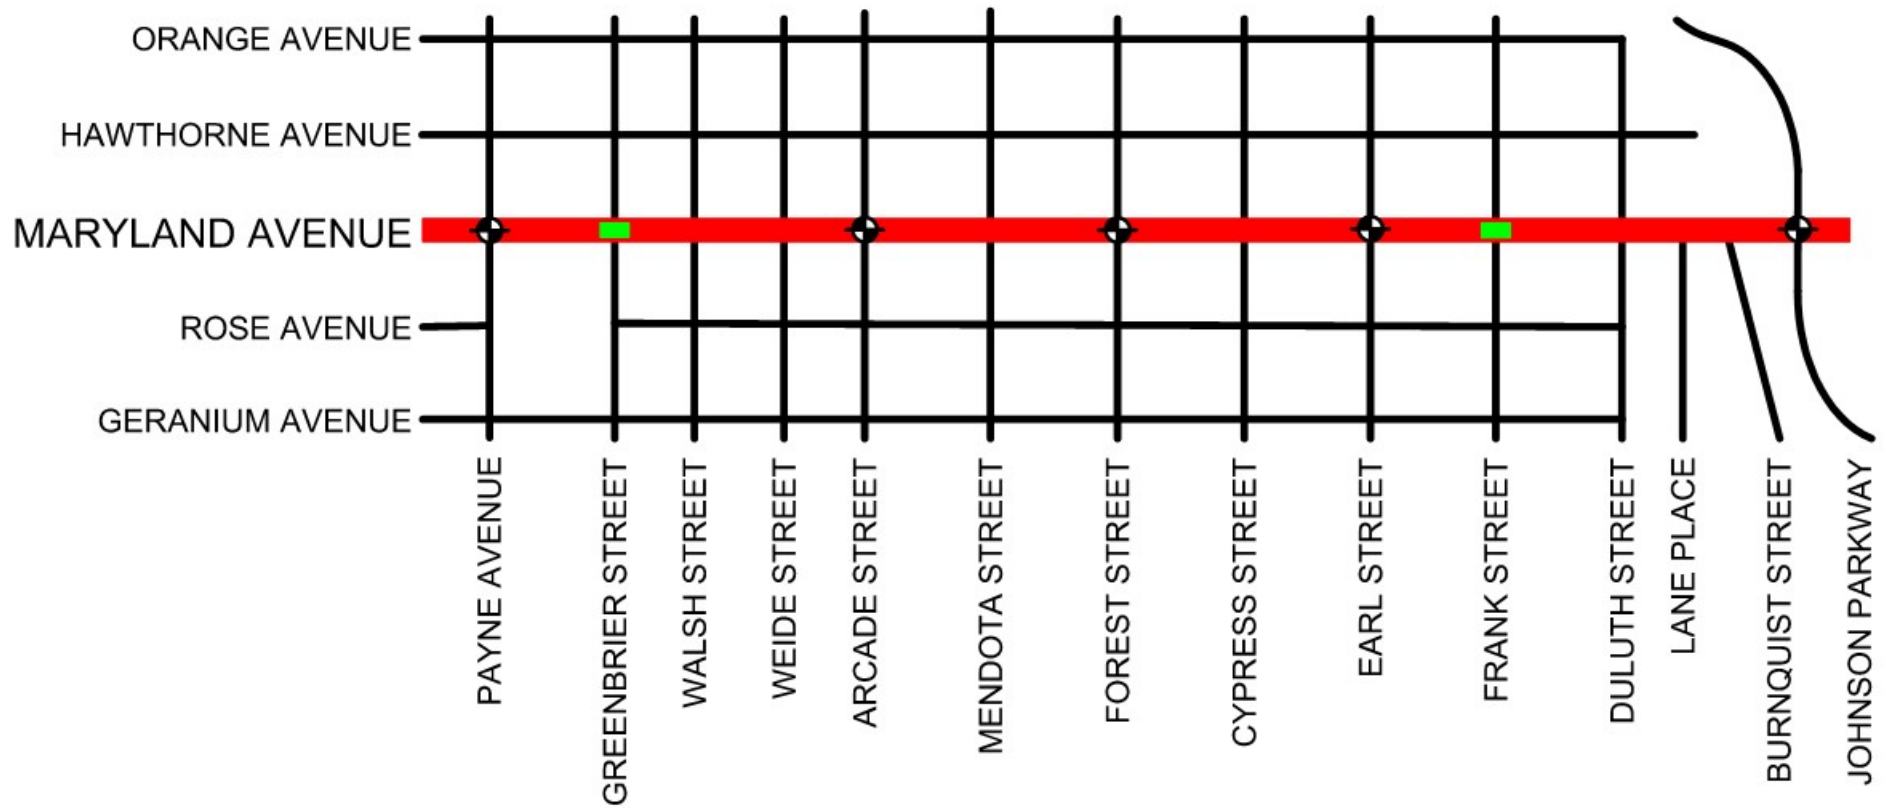 ORANGE AVENUE
HAWTHORNE AVENUE
MARYLAND AVENUE
ROSE AVENUE
GERANIUM AVENUE
PAYNE AVENUE
GREENBRIER STREET
WALSH STREET
WEIDE STREET
ARCADE STREET
MENDOTA STREET
FOREST STREET
CYPRESS STREET
EARL STREET
FRANK STREET
DULUTH STREET
LANE PLACE
BURNQUIST STREET
JOHNSON PARKWAY